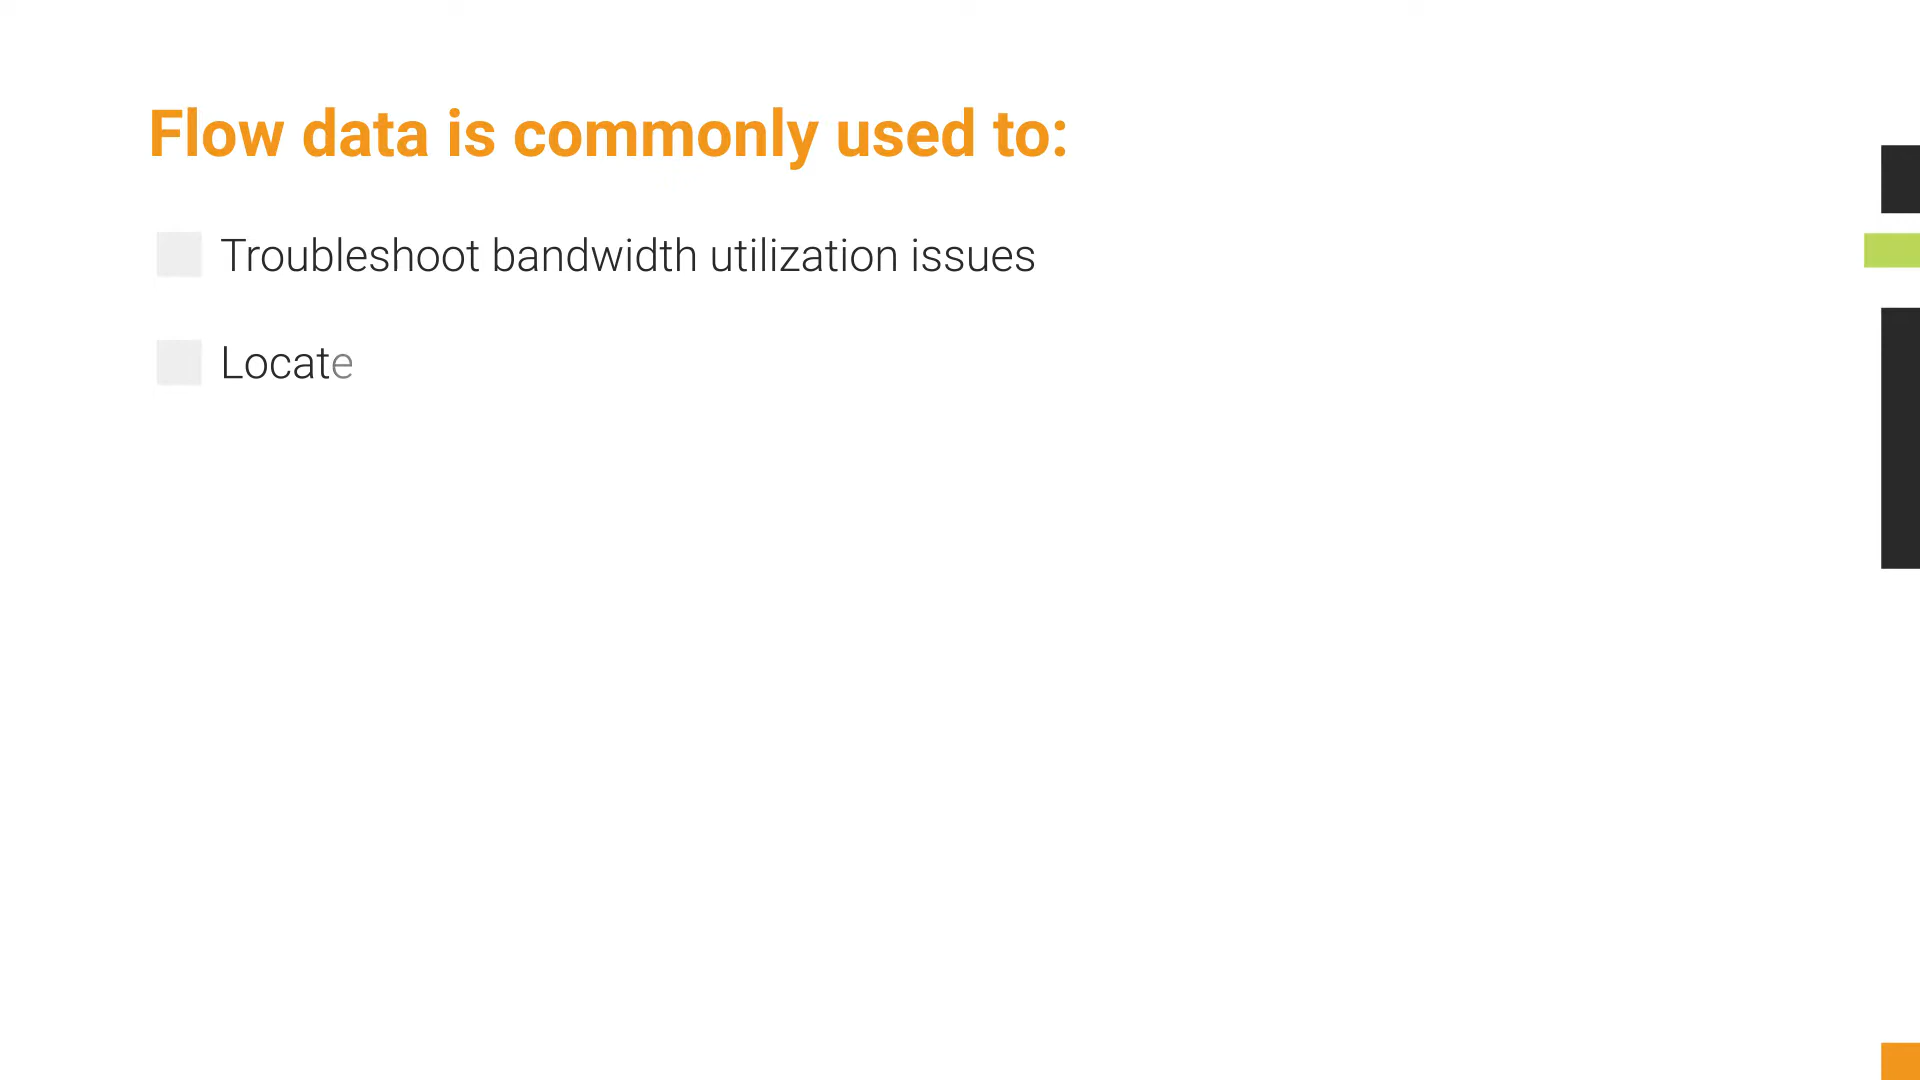 Flow data is commonly used to:
Troubleshoot bandwidth utilization issues
Locate